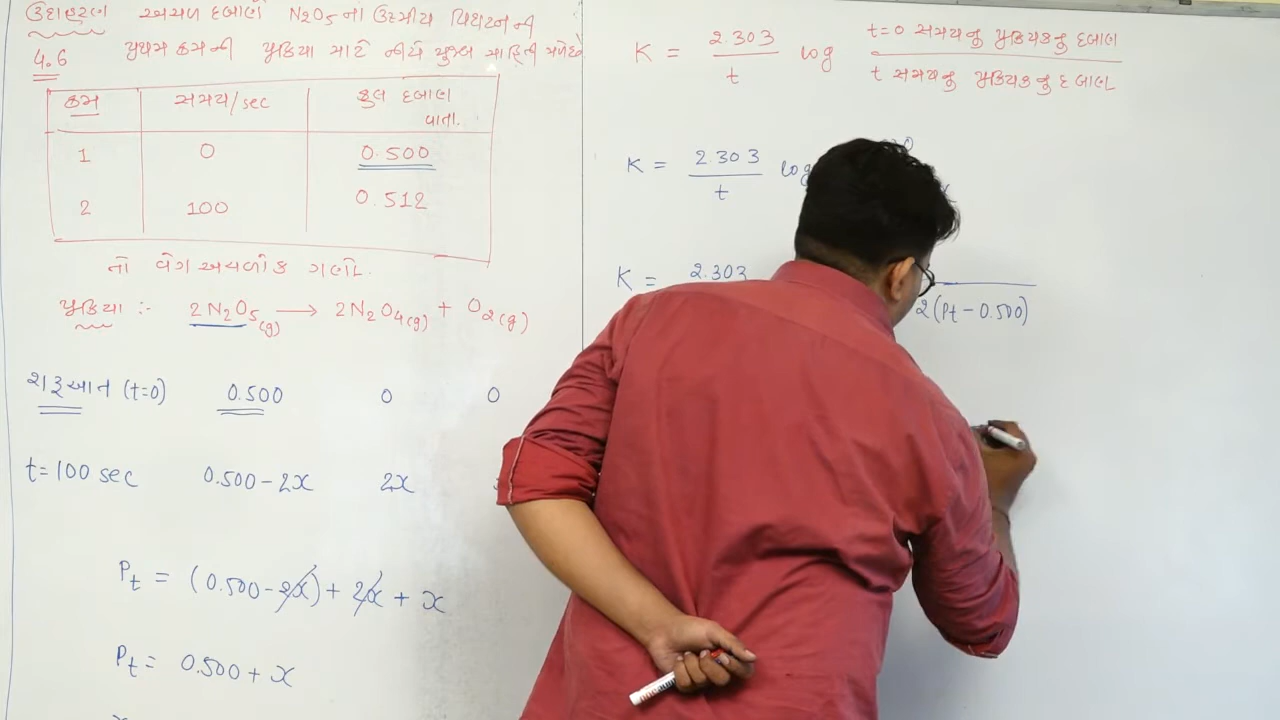 ઉદાહરણ અચળ દબાણે N₂O₅ ના ઉષ્મીય વિઘટનની
4.6 પ્રથમ ક્રમની પ્રક્રિયા માટે નીચે મુજબ માહિતી
ક્રમ સમય/sec કુલ દબાણ
વાતા.
1 0 0.500
2 100 0.512
નો વેગ અચળાંક ગણો.
પ્રક્રિયા :- 2N₂O₅(g) → 2N₂O₄(g) + O₂(g)
શરૂઆત (t=0) 0.500 0 0
t=100 sec 0.500-2x 2x
Pt = (0.500-2x) + 2x + x
Pt = 0.500 + x
K = 2.303 / t log t=0 સમયનુ પ્રક્રિયકનુ દબાણ / t સમયનુ પ્રક્રિયકનુ દબાણ
K = 2.303 / t log
K = 2.303
2(Pt - 0.500)